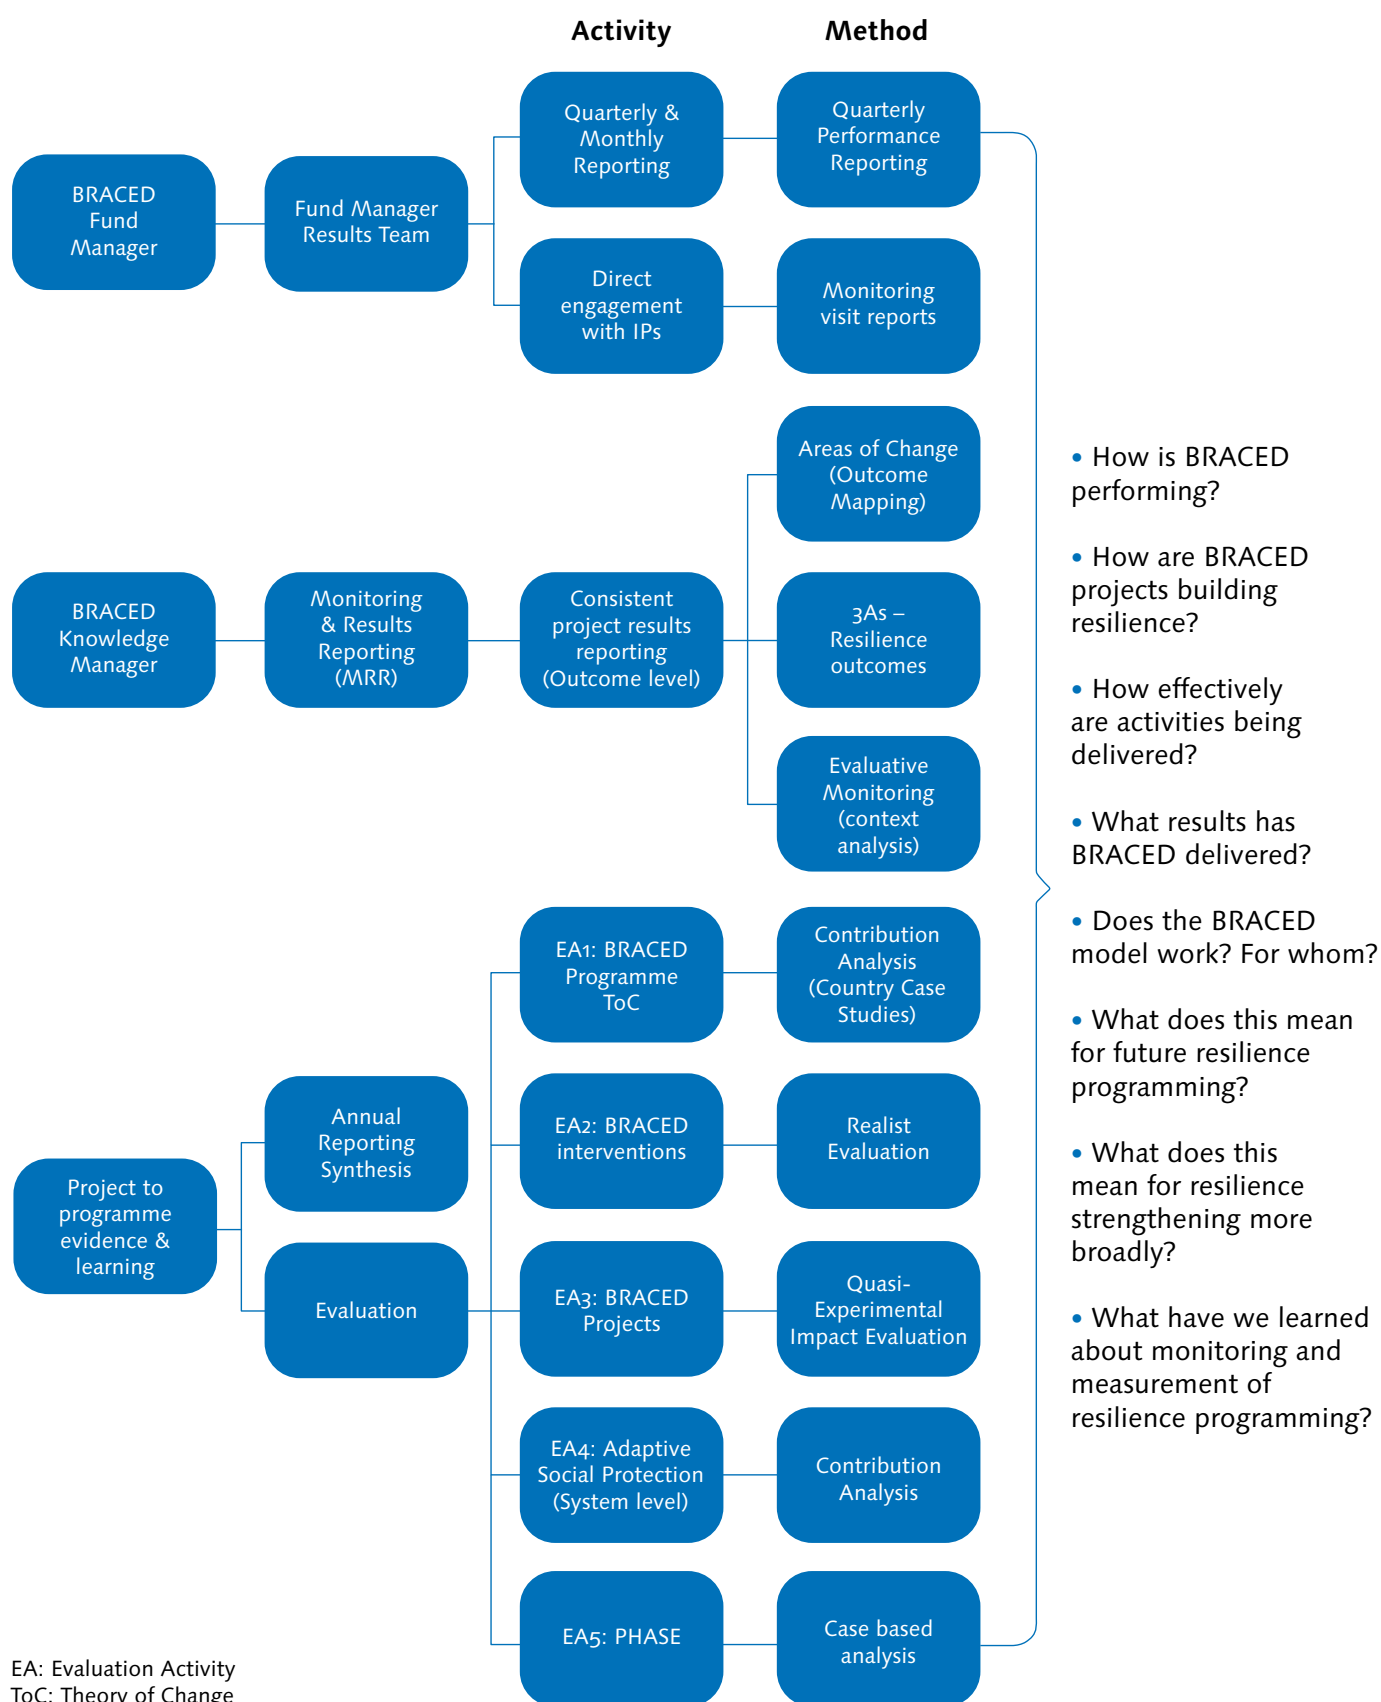 Activity
Method
BRACED
Fund
Manager
Fund Manager
Results Team
Quarterly &
Monthly
Reporting
Quarterly
Performance
Reporting
Direct
engagement
with IPs
Monitoring
visit reports
BRACED
Knowledge
Manager
Monitoring
& Results
Reporting
(MRR)
Consistent
project results
reporting
(Outcome level)
Areas of Change
(Outcome
Mapping)
3As –
Resilience
outcomes
Evaluative
Monitoring
(context
analysis)
Project to
programme
evidence &
learning
Annual
Reporting
Synthesis
Evaluation
EA1: BRACED
Programme
ToC
Contribution
Analysis
(Country Case
Studies)
EA2: BRACED
interventions
Realist
Evaluation
EA3: BRACED
Projects
Quasi-
Experimental
Impact Evaluation
EA4: Adaptive
Social Protection
(System level)
Contribution
Analysis
EA5: PHASE
Case based
analysis
• How is BRACED
performing?
• How are BRACED
projects building
resilience?
• How effectively
are activities being
delivered?
• What results has
BRACED delivered?
• Does the BRACED
model work? For whom?
• What does this mean
for future resilience
programming?
• What does this
mean for resilience
strengthening more
broadly?
• What have we learned
about monitoring and
measurement of
resilience programming?
EA: Evaluation Activity
ToC: Theory of Change